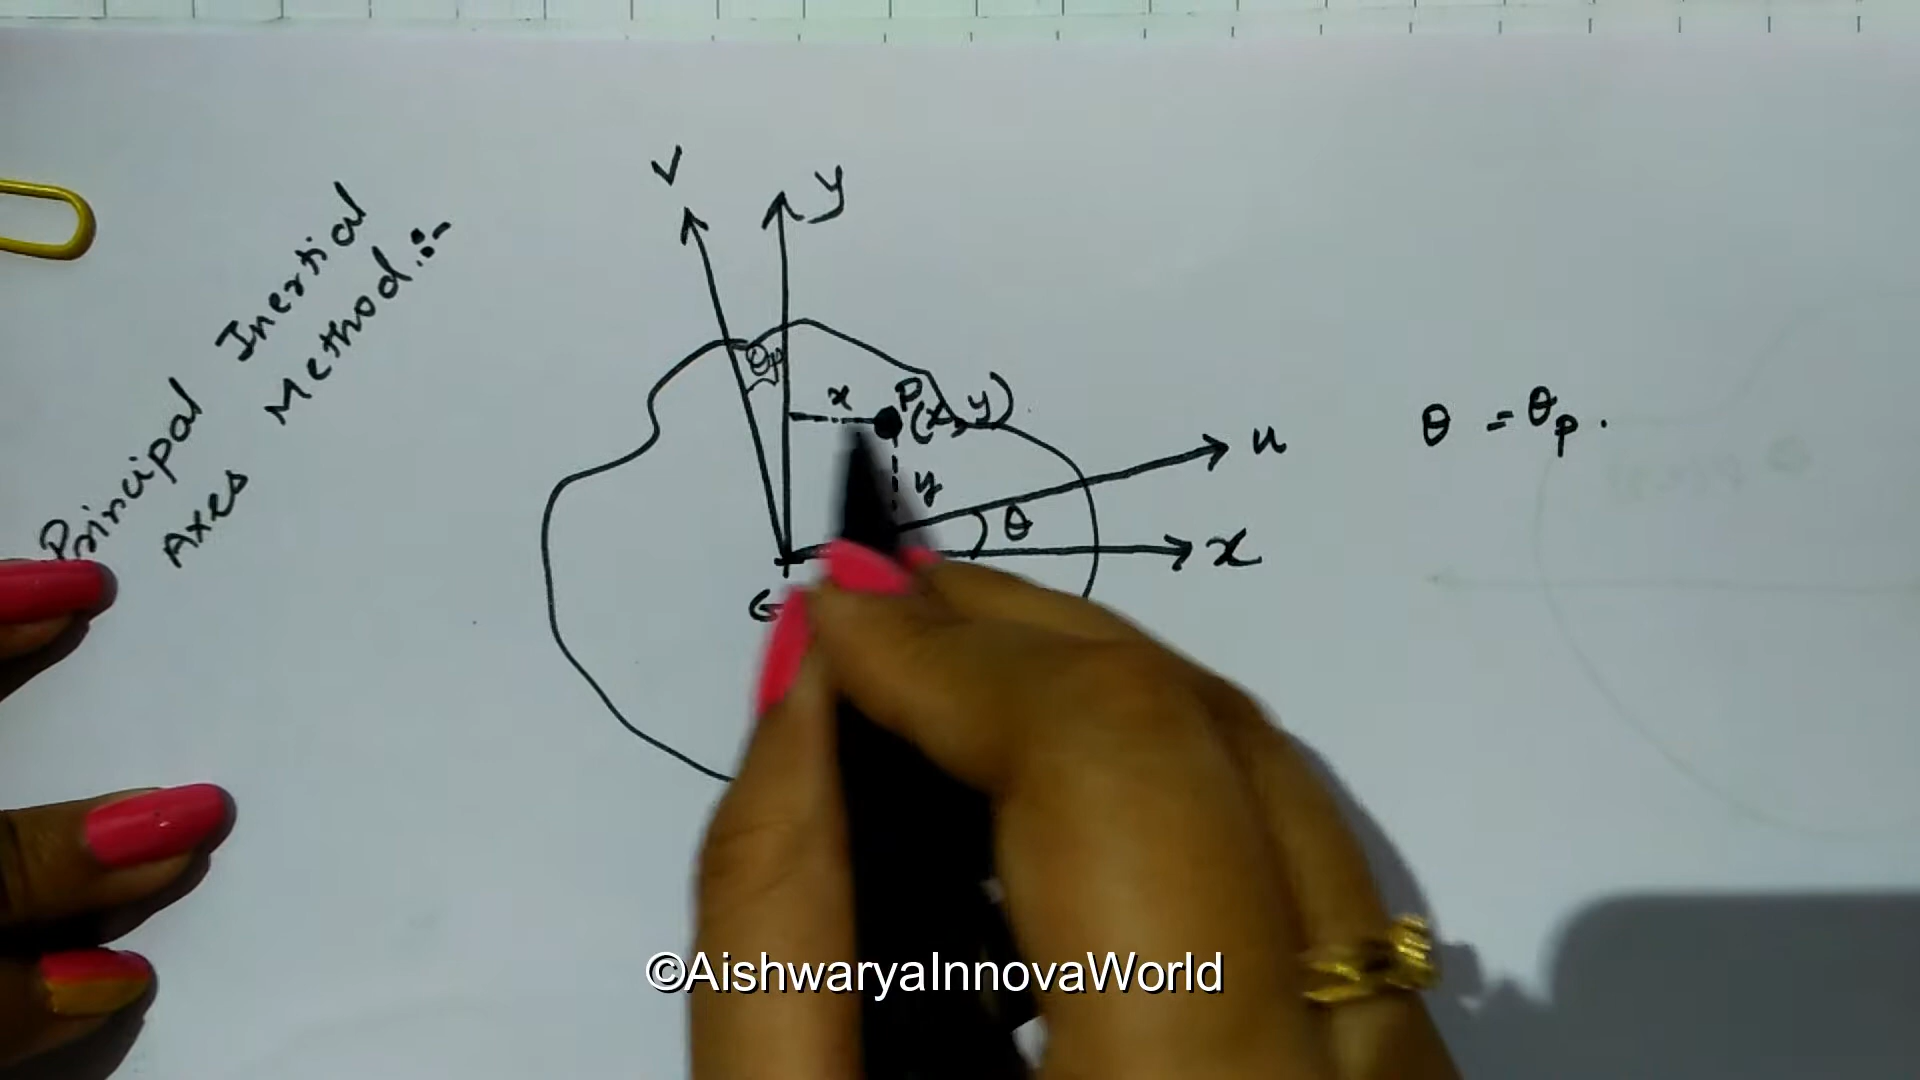 Principal Inertial
Axes Method :-
V
y
θp
x
P
(x, y)
y
u
θ
x
G
θ = θp.
©AishwaryaInnovaWorld